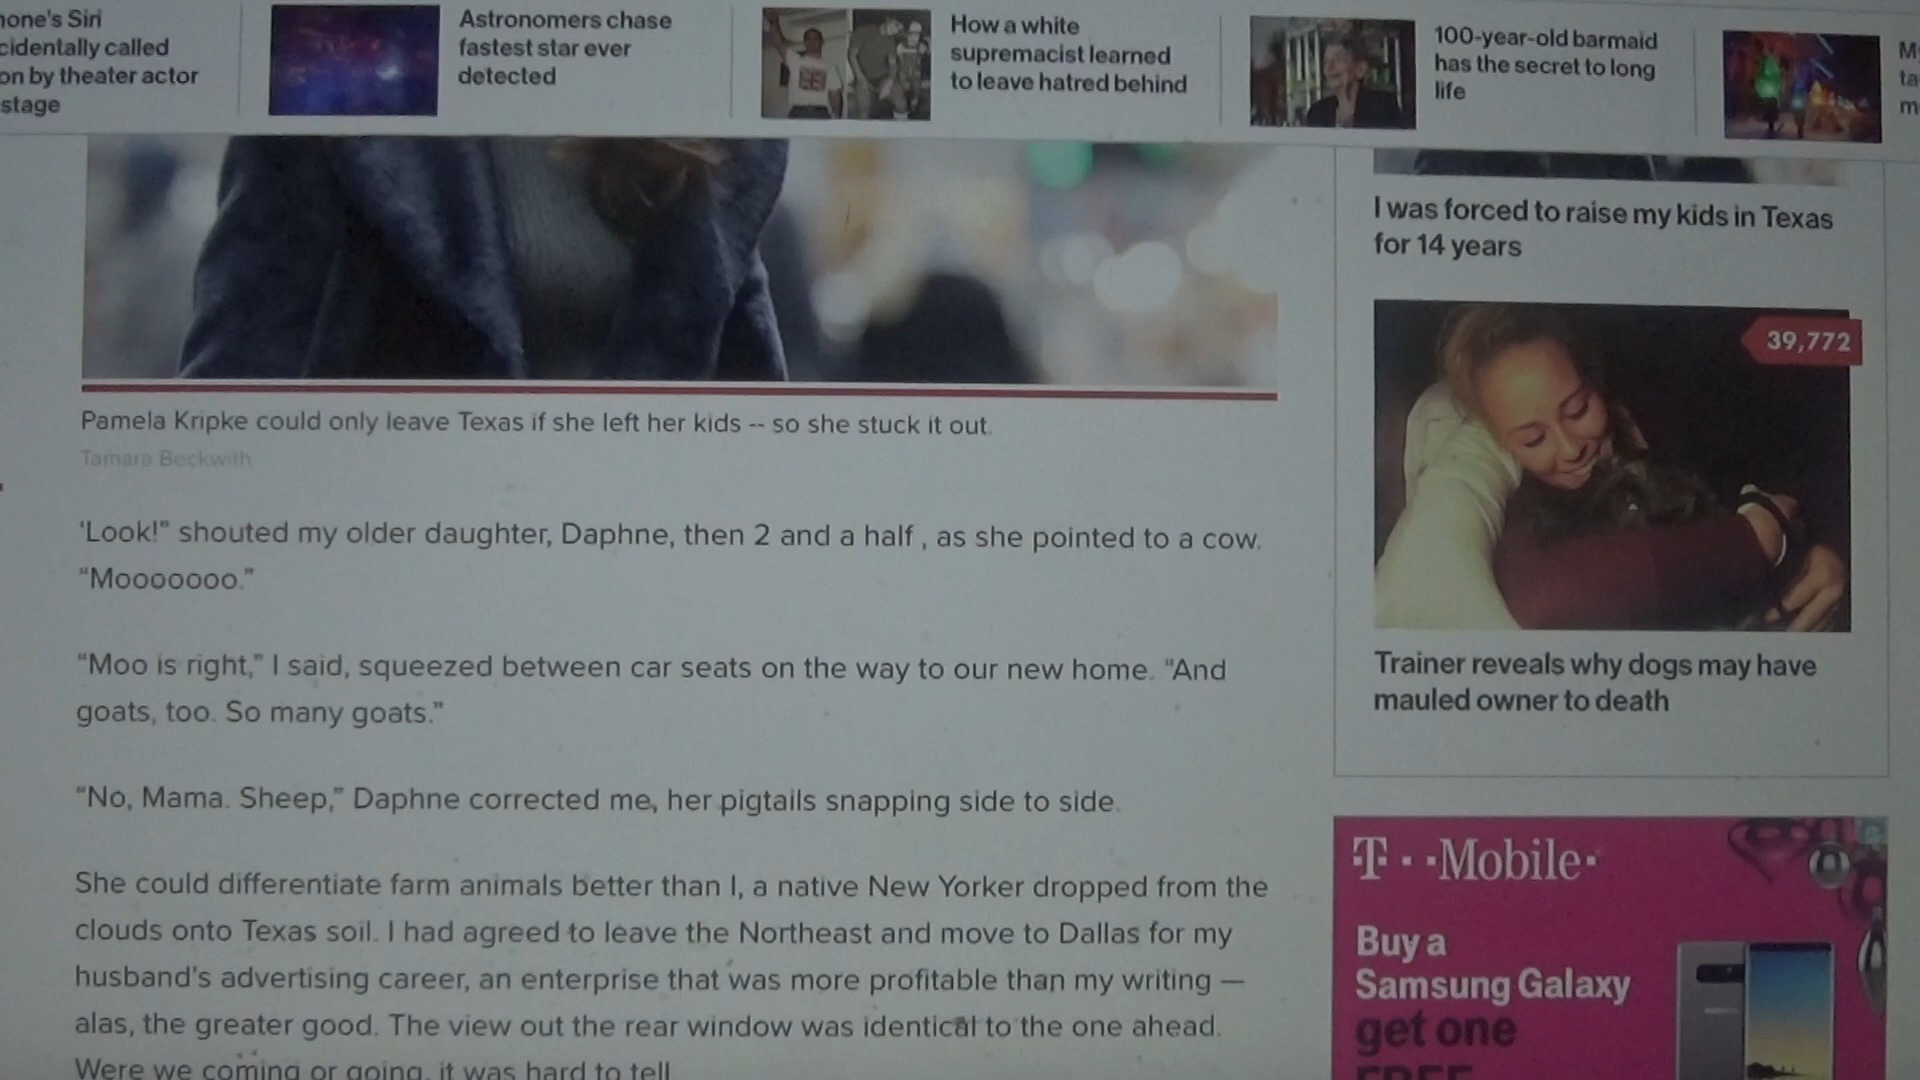 one's Siri
cidentally called
on by theater actor
stage
Astronomers chase
fastest star ever
detected
How a white
supremacist learned
to leave hatred behind
100-year-old barmaid
has the secret to long
life
Pamela Kripke could only leave Texas if she left her kids -- so she stuck it out.
Tamara Beckwith
'Look!" shouted my older daughter, Daphne, then 2 and a half , as she pointed to a cow.
“Mooooooo.”
“Moo is right,” I said, squeezed between car seats on the way to our new home. “And
goats, too. So many goats.”
“No, Mama. Sheep,” Daphne corrected me, her pigtails snapping side to side.
She could differentiate farm animals better than I, a native New Yorker dropped from the
clouds onto Texas soil. I had agreed to leave the Northeast and move to Dallas for my
husband’s advertising career, an enterprise that was more profitable than my writing —
alas, the greater good. The view out the rear window was identical to the one ahead.
Were we coming or going, it was hard to tell
I was forced to raise my kids in Texas
for 14 years
39,772
Trainer reveals why dogs may have
mauled owner to death
T··Mobile·
Buy a
Samsung Galaxy
get one
FREE